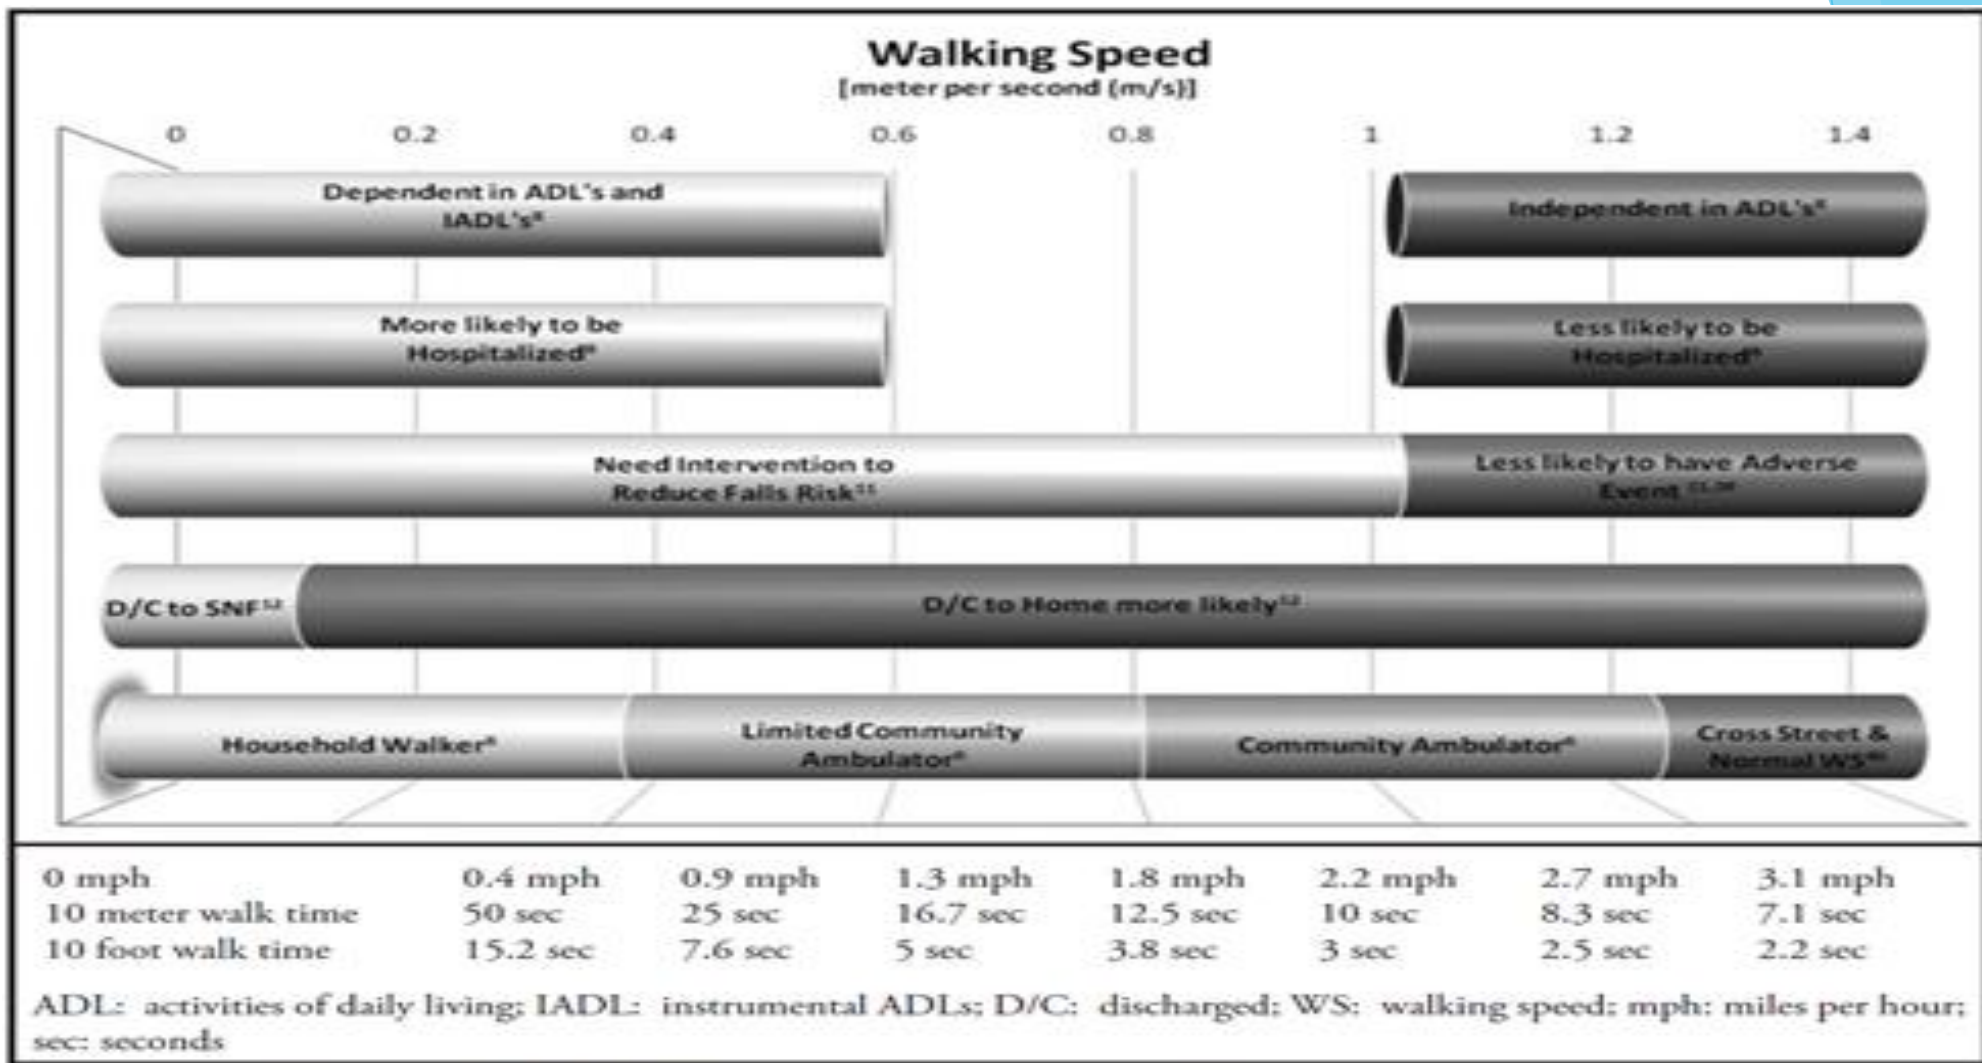 Walking Speed
[meter per second (m/s)]
0 0.2 0.4 0.6 0.8 1 1.2 1.4
Dependent in ADL's and
IADL's
Independent in ADL's
More likely to be
Hospitalized
Less likely to be
Hospitalized
Need Intervention to
Reduce Falls Risk¹¹
Less likely to have Adverse
Event
D/C to SNF¹²
D/C to Home more likely¹²
Household Walker
Limited Community
Ambulator
Community Ambulator
Cross Street &
Normal WS
0 mph 0.4 mph 0.9 mph 1.3 mph 1.8 mph 2.2 mph 2.7 mph 3.1 mph
10 meter walk time 50 sec 25 sec 16.7 sec 12.5 sec 10 sec 8.3 sec 7.1 sec
10 foot walk time 15.2 sec 7.6 sec 5 sec 3.8 sec 3 sec 2.5 sec 2.2 sec
ADL: activities of daily living; IADL: instrumental ADLs; D/C: discharged; WS: walking speed; mph: miles per hour;
sec: seconds